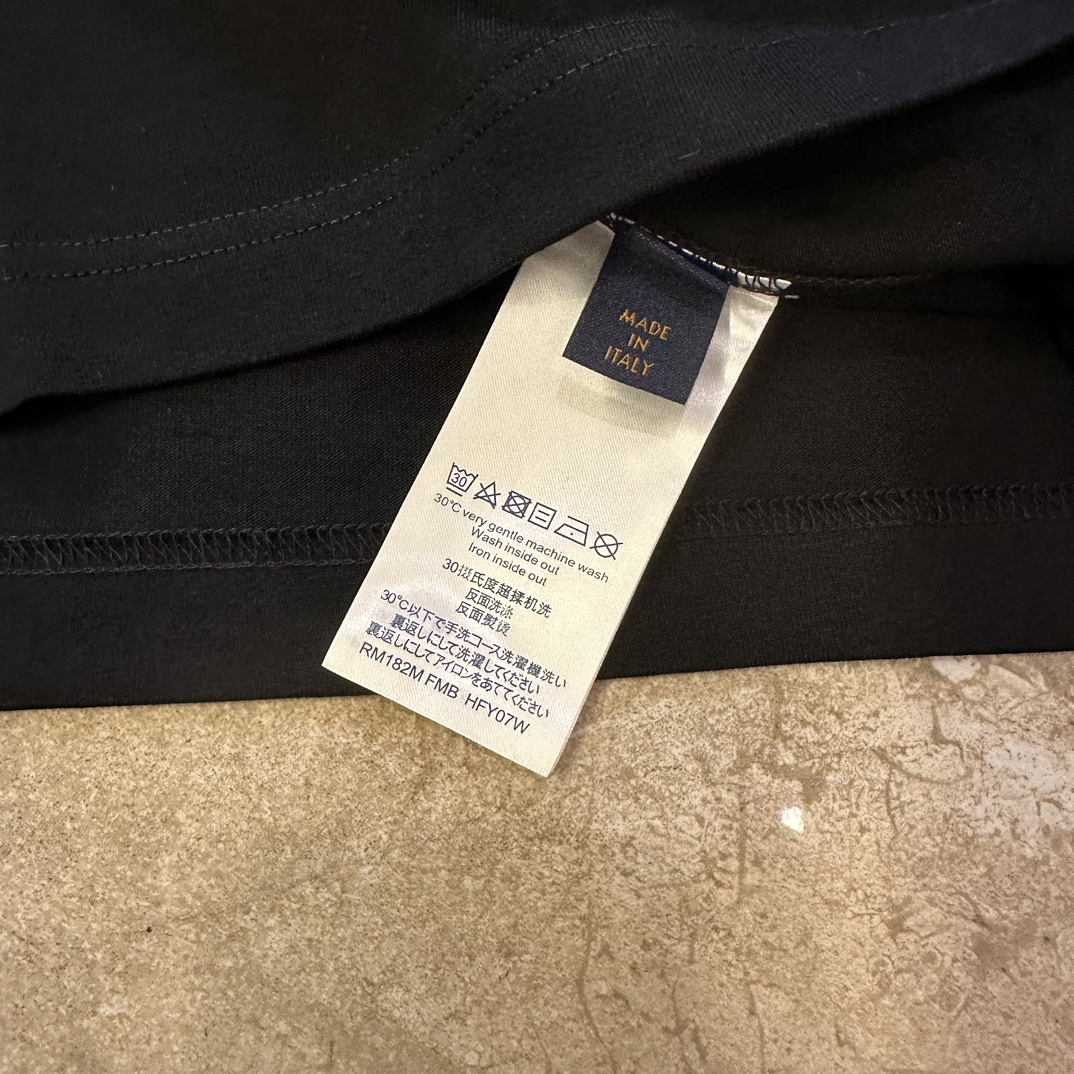 MADE
IN
ITALY
30
30°C very gentle machine wash
Wash inside out
Iron inside out
30摄氏度超揉机洗
反面洗涤
反面熨烫
30°C以下で手洗コース洗濯機洗い
裏返しにして洗濯してください
裏返しにしてアイロンをあててください
RM182M FMB HFY07W